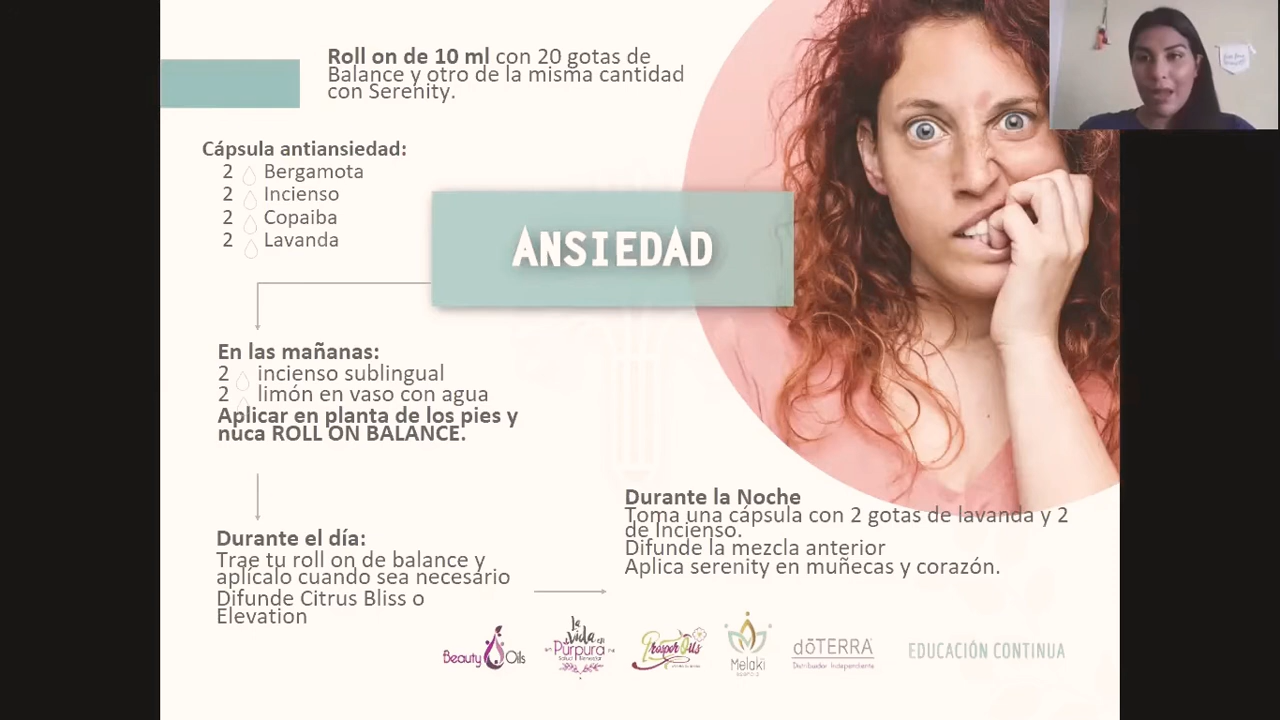 Roll on de 10 ml con 20 gotas de
Balance y otro de la misma cantidad
con Serenity.
Cápsula antiansiedad:
2 Bergamota
2 Incienso
2 Copaiba
2 Lavanda
ANSIEDAD
En las mañanas:
2 incienso sublingual
2 limón en vaso con agua
Aplicar en planta de los pies y
nuca ROLL ON BALANCE.
Durante el día:
Trae tu roll on de balance y
aplícalo cuando sea necesario
Difunde Citrus Bliss o
Elevation
Durante la Noche
Toma una cápsula con 2 gotas de lavanda y 2
de Incienso.
Difunde la mezcla anterior
Aplica serenity en muñecas y corazón.
Beauty Oils
la
vida en
Púrpura
Salud Bienestar
Melaki
dōTERRA
Distribuidor Independiente
EDUCACIÓN CONTINUA